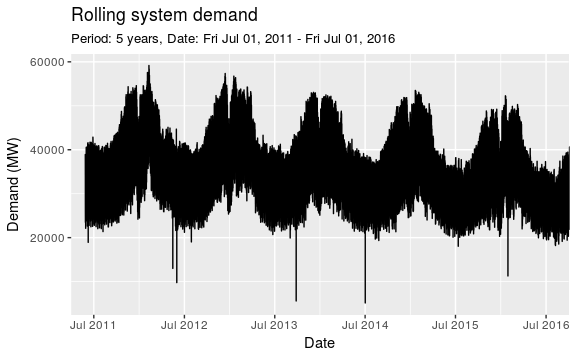 Rolling system demand
Period: 5 years, Date: Fri Jul 01, 2011 - Fri Jul 01, 2016
60000
40000
20000
Demand (MW)
Jul 2011 Jul 2012 Jul 2013 Jul 2014 Jul 2015 Jul 2016
Date